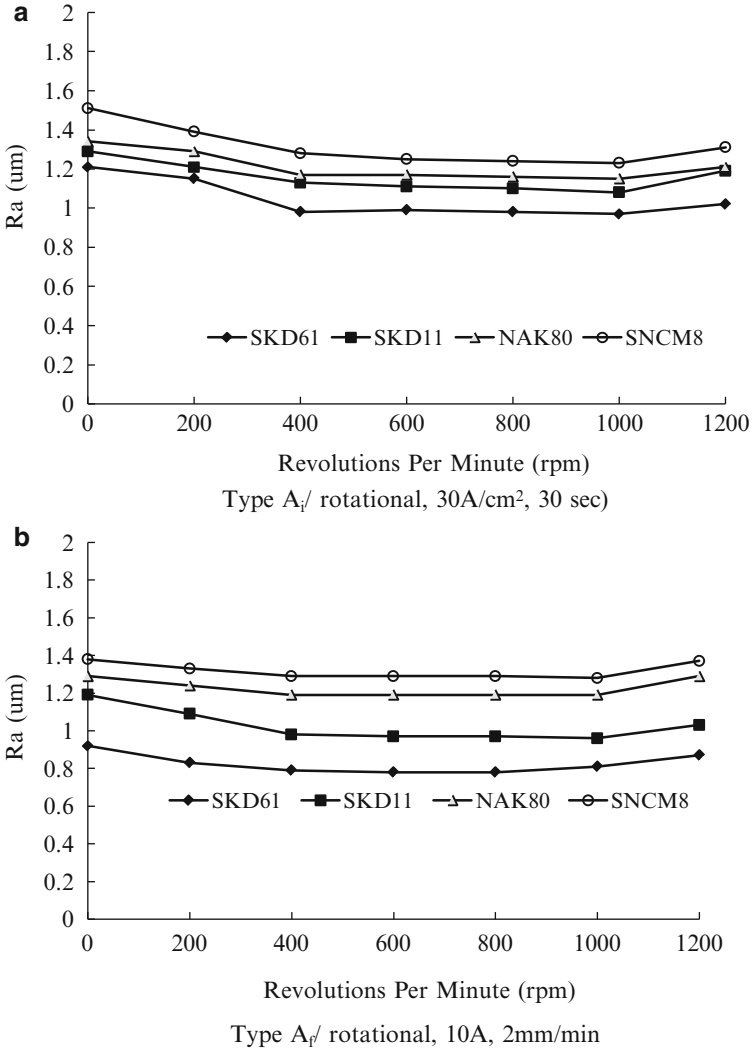 a
2
1.8
1.6
1.4
1.2
1
0.8
0.6
0.4
0.2
0
Ra (um)
SKD61 SKD11 NAK80 SNCM8
0 200 400 600 800 1000 1200
Revolutions Per Minute (rpm)
Type Ai/ rotational, 30A/cm², 30 sec)
b
2
1.8
1.6
1.4
1.2
1
0.8
0.6
0.4
0.2
0
Ra (um)
SKD61 SKD11 NAK80 SNCM8
0 200 400 600 800 1000 1200
Revolutions Per Minute (rpm)
Type Af/ rotational, 10A, 2mm/min